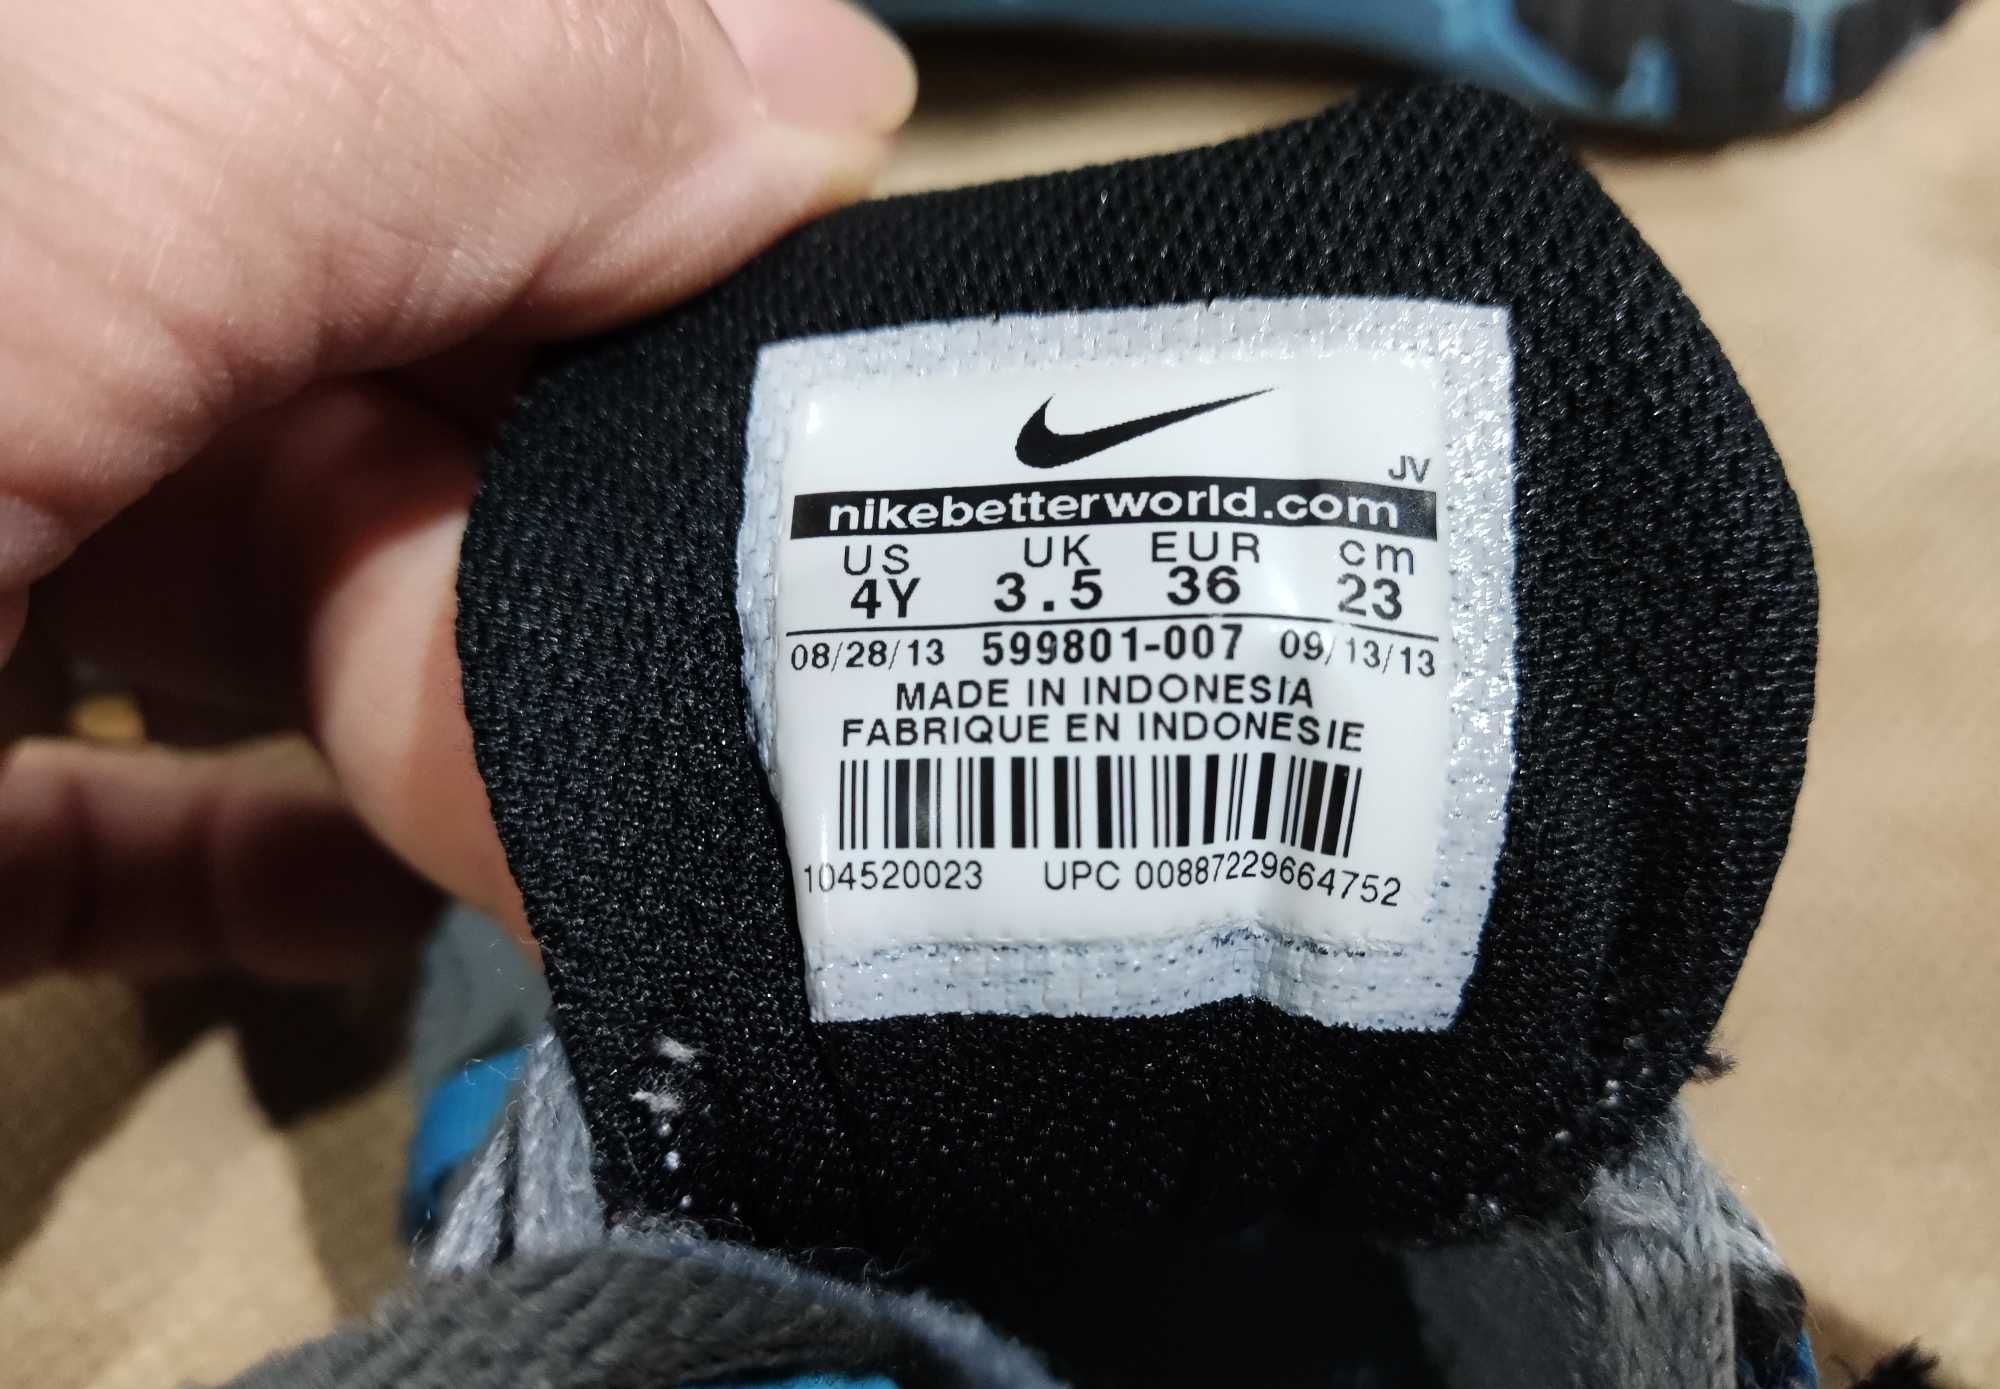 JV
nikebetterworld.com
US UK EUR cm
4Y 3.5 36 23
08/28/13 599801-007 09/13/13
MADE IN INDONESIA
FABRIQUE EN INDONESIE
104520023 UPC 00887229664752